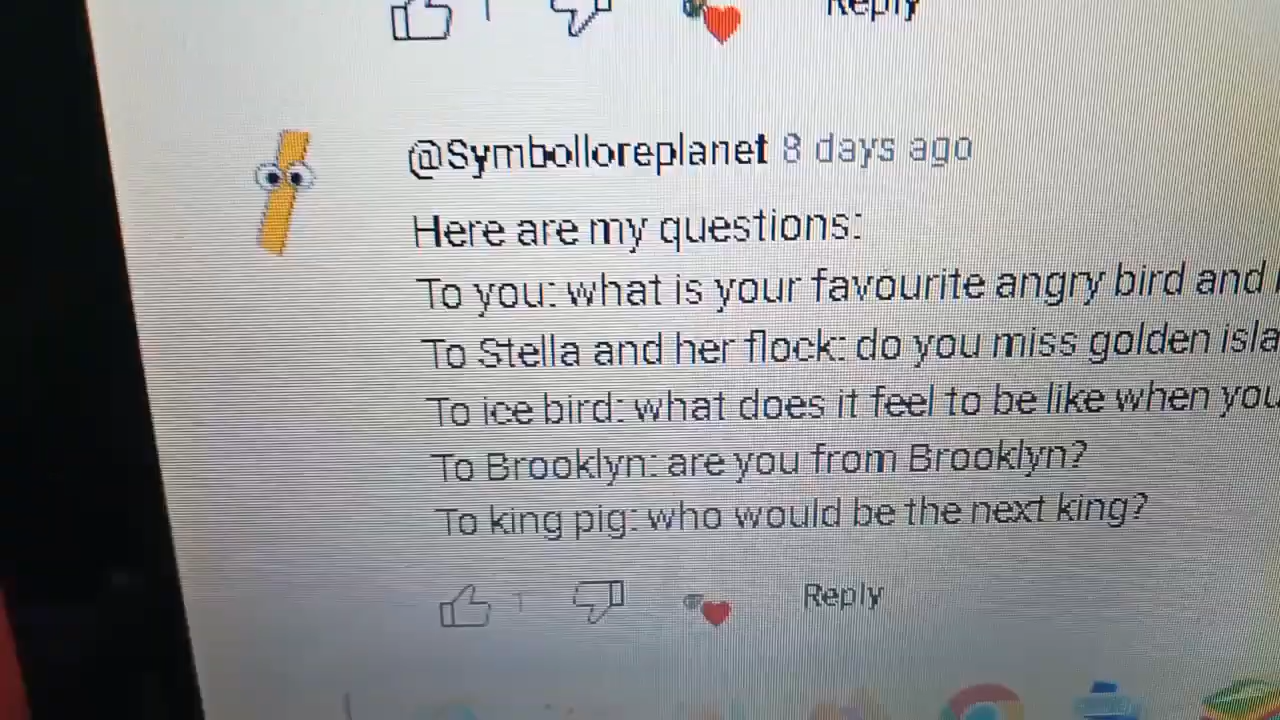 1 Reply
@Symbolloreplanet 8 days ago
Here are my questions:
To you: what is your favourite angry bird and
To Stella and her flock: do you miss golden isla
To ice bird: what does it feel to be like when you
To Brooklyn: are you from Brooklyn?
To king pig: who would be the next king?
1 Reply